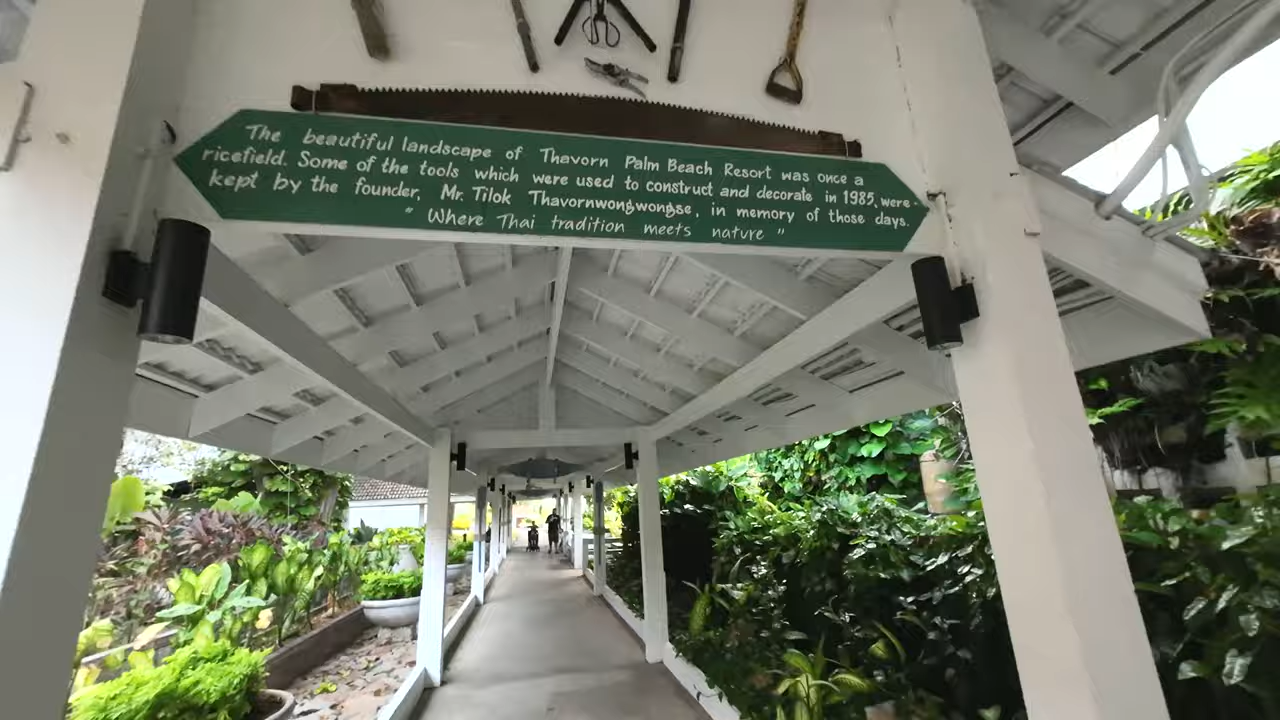 The beautiful landscape of Thavorn Palm Beach Resort was once a
ricefield. Some of the tools which were used to construct and decorate in 1985, were
kept by the founder, Mr. Tilok Thavornwongwongse, in memory of those days.
" Where Thai tradition meets nature "